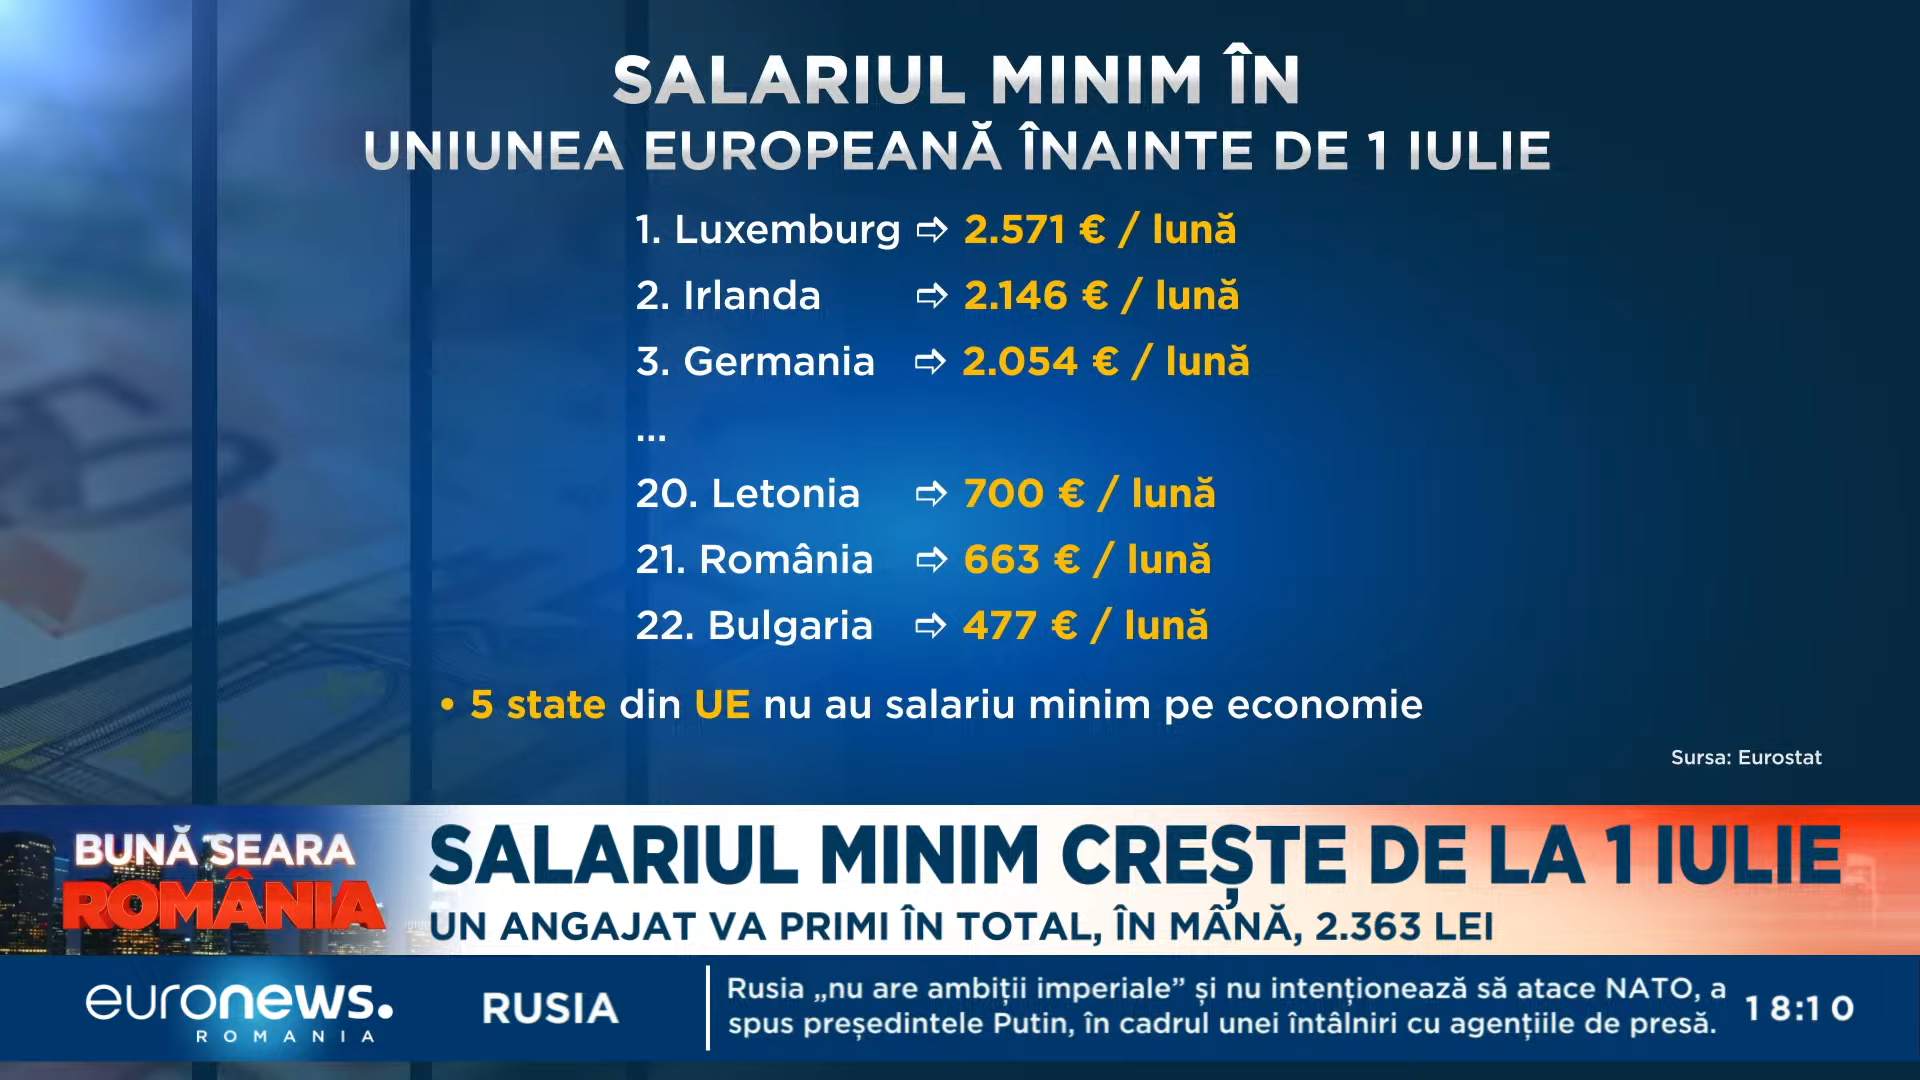 SALARIUL MINIM ÎN
UNIUNEA EUROPEANĂ ÎNAINTE DE 1 IULIE
1. Luxemburg ⇨ 2.571 € / lună
2. Irlanda ⇨ 2.146 € / lună
3. Germania ⇨ 2.054 € / lună
...
20. Letonia ⇨ 700 € / lună
21. România ⇨ 663 € / lună
22. Bulgaria ⇨ 477 € / lună
• 5 state din UE nu au salariu minim pe economie
Sursa: Eurostat
BUNĂ SEARA
ROMÂNIA
SALARIUL MINIM CREȘTE DE LA 1 IULIE
UN ANGAJAT VA PRIMI ÎN TOTAL, ÎN MÂNĂ, 2.363 LEI
euronews.
ROMANIA
RUSIA
Rusia „nu are ambiții imperiale” și nu intenționează să atace NATO, a
spus președintele Putin, în cadrul unei întâlniri cu agențiile de presă.
18:10